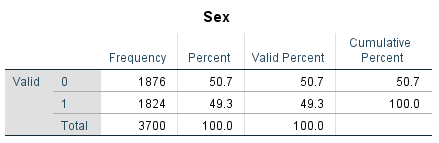 Sex
Frequency Percent Valid Percent Cumulative Percent
Valid 0 1876 50.7 50.7 50.7
1 1824 49.3 49.3 100.0
Total 3700 100.0 100.0